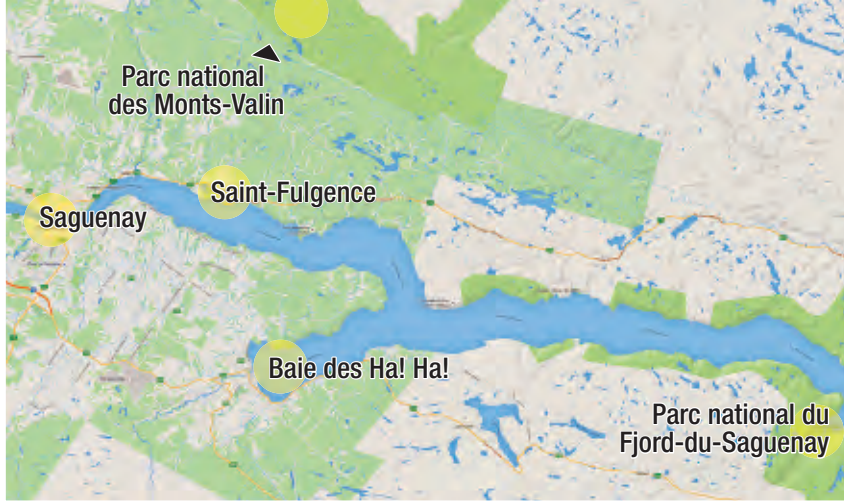 Parc national
des Monts-Valin
Saint-Fulgence
Saguenay
Baie des Ha! Ha!
Parc national du
Fjord-du-Saguenay